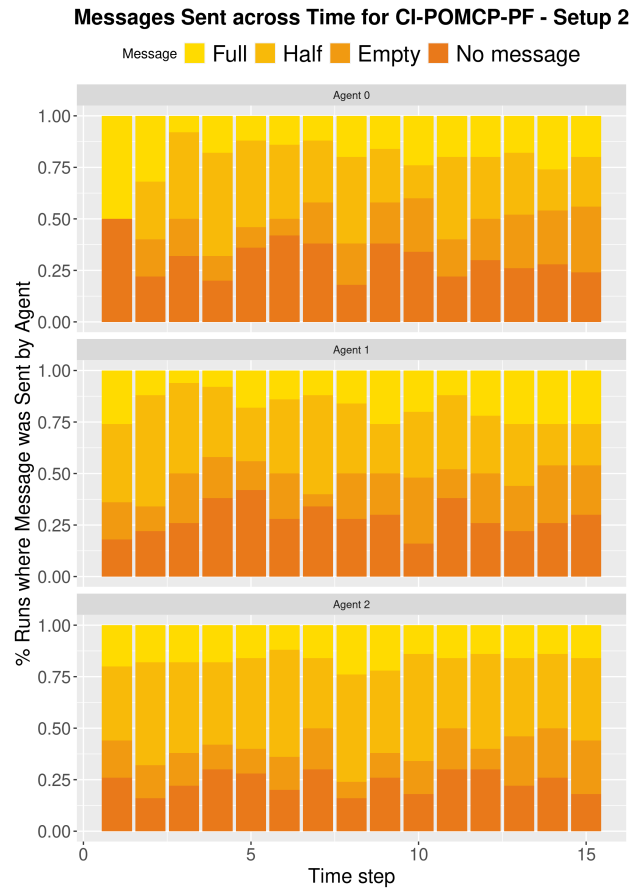 Messages Sent across Time for CI-POMCP-PF - Setup 2
Message Full Half Empty No message
Agent 0
1.00
0.75
0.50
0.25
0.00
Agent 1
1.00
0.75
0.50
0.25
0.00
Agent 2
1.00
0.75
0.50
0.25
0.00
% Runs where Message was Sent by Agent
0 5 10 15
Time step